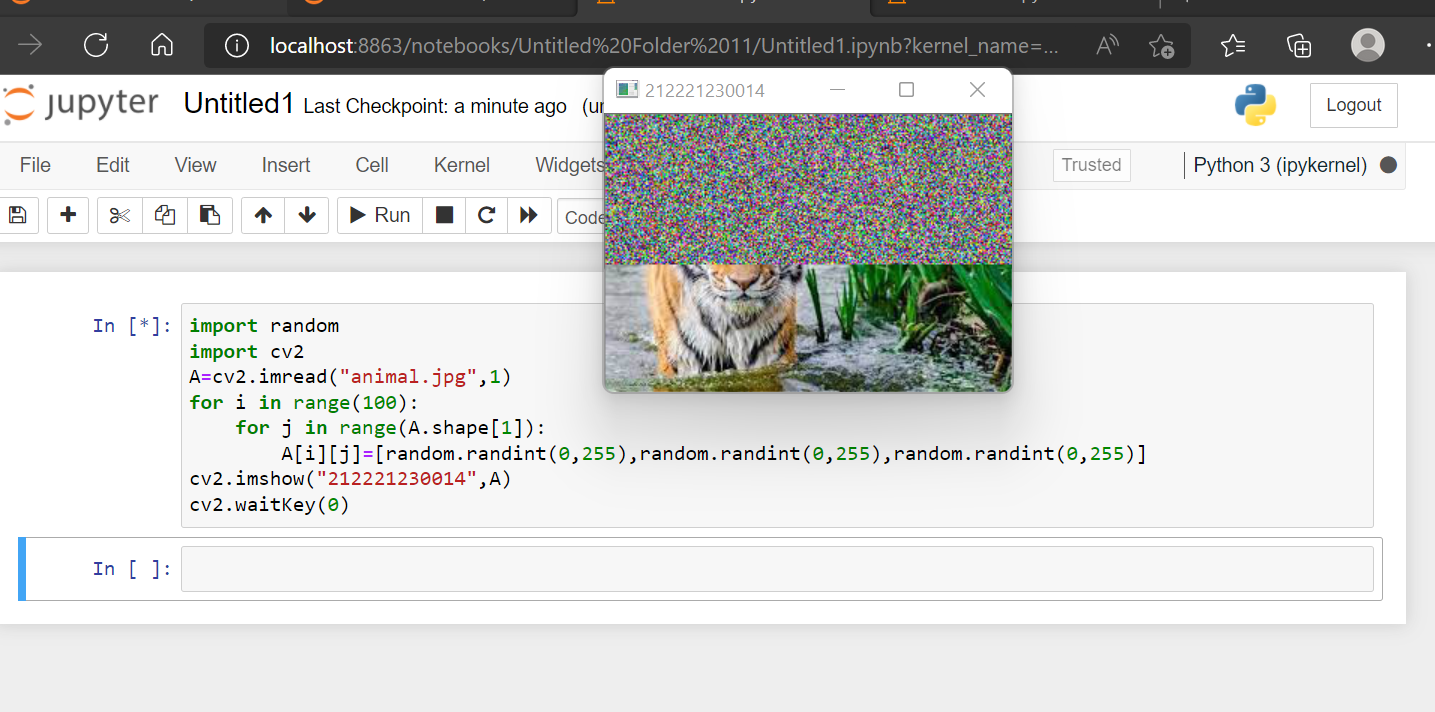 localhost:8863/notebooks/Untitled%20Folder%2011/Untitled1.ipynb?kernel_name=...
212221230014
jupyter Untitled1 Last Checkpoint: a minute ago
Logout
File Edit View Insert Cell Kernel Widgets
Trusted
Python 3 (ipykernel)
Run
Code
In [*]:
import random
import cv2
A=cv2.imread("animal.jpg",1)
for i in range(100):
    for j in range(A.shape[1]):
        A[i][j]=[random.randint(0,255),random.randint(0,255),random.randint(0,255)]
cv2.imshow("212221230014",A)
cv2.waitKey(0)
In [ ]: